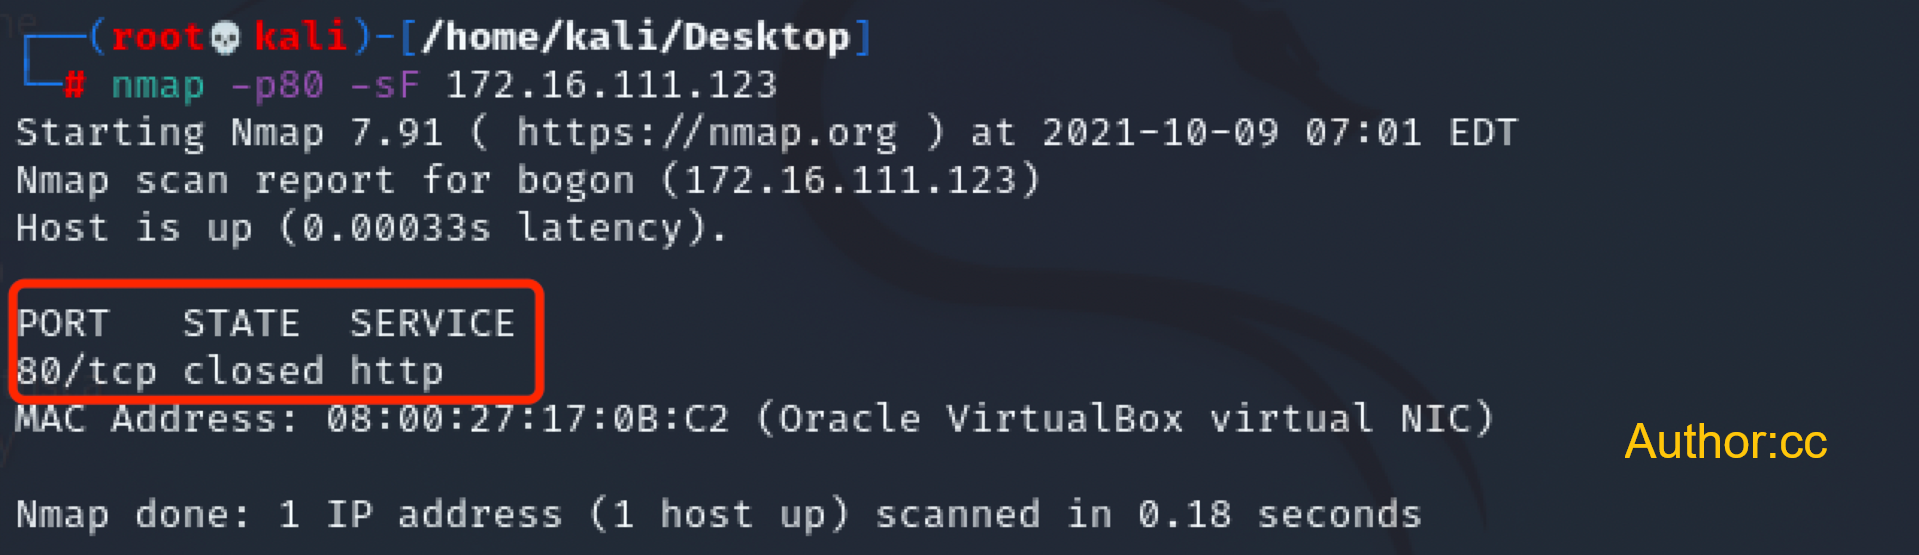 (root💀kali)-[/home/kali/Desktop]
# nmap -p80 -sF 172.16.111.123
Starting Nmap 7.91 ( https://nmap.org ) at 2021-10-09 07:01 EDT
Nmap scan report for bogon (172.16.111.123)
Host is up (0.00033s latency).
PORT   STATE  SERVICE
80/tcp closed http
MAC Address: 08:00:27:17:0B:C2 (Oracle VirtualBox virtual NIC)
Author:cc
Nmap done: 1 IP address (1 host up) scanned in 0.18 seconds